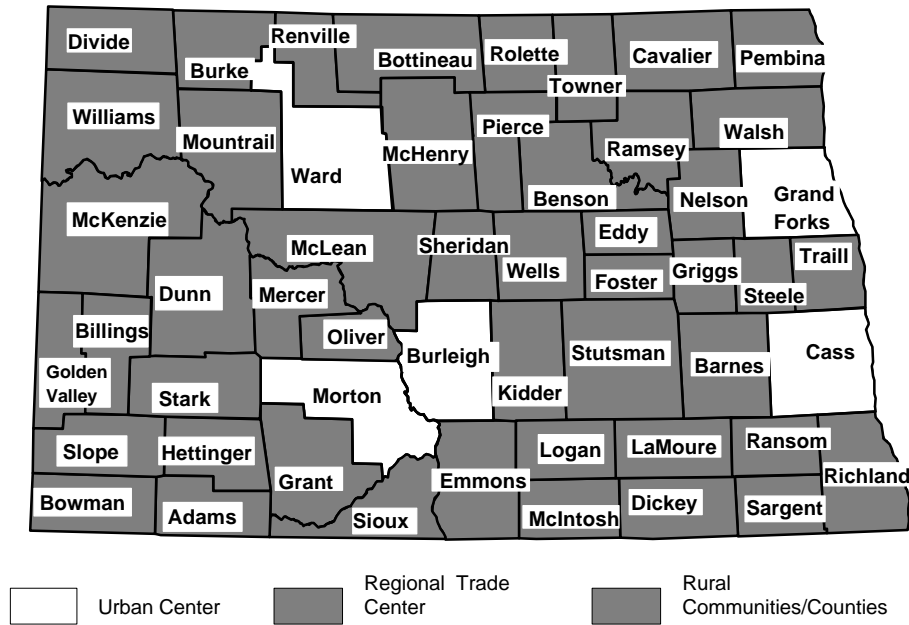 Divide
Renville
Burke
Bottineau
Rolette
Towner
Cavalier
Pembina
Williams
Mountrail
Ward
McHenry
Pierce
Benson
Ramsey
Walsh
Nelson
Grand
Forks
McKenzie
McLean
Sheridan
Wells
Eddy
Foster
Griggs
Steele
Traill
Dunn
Mercer
Oliver
Billings
Golden
Valley
Stark
Morton
Burleigh
Kidder
Stutsman
Barnes
Cass
Slope
Hettinger
Grant
Sioux
Emmons
Logan
LaMoure
Ransom
Richland
Bowman
Adams
McIntosh
Dickey
Sargent
Urban Center
Regional Trade
Center
Rural
Communities/Counties